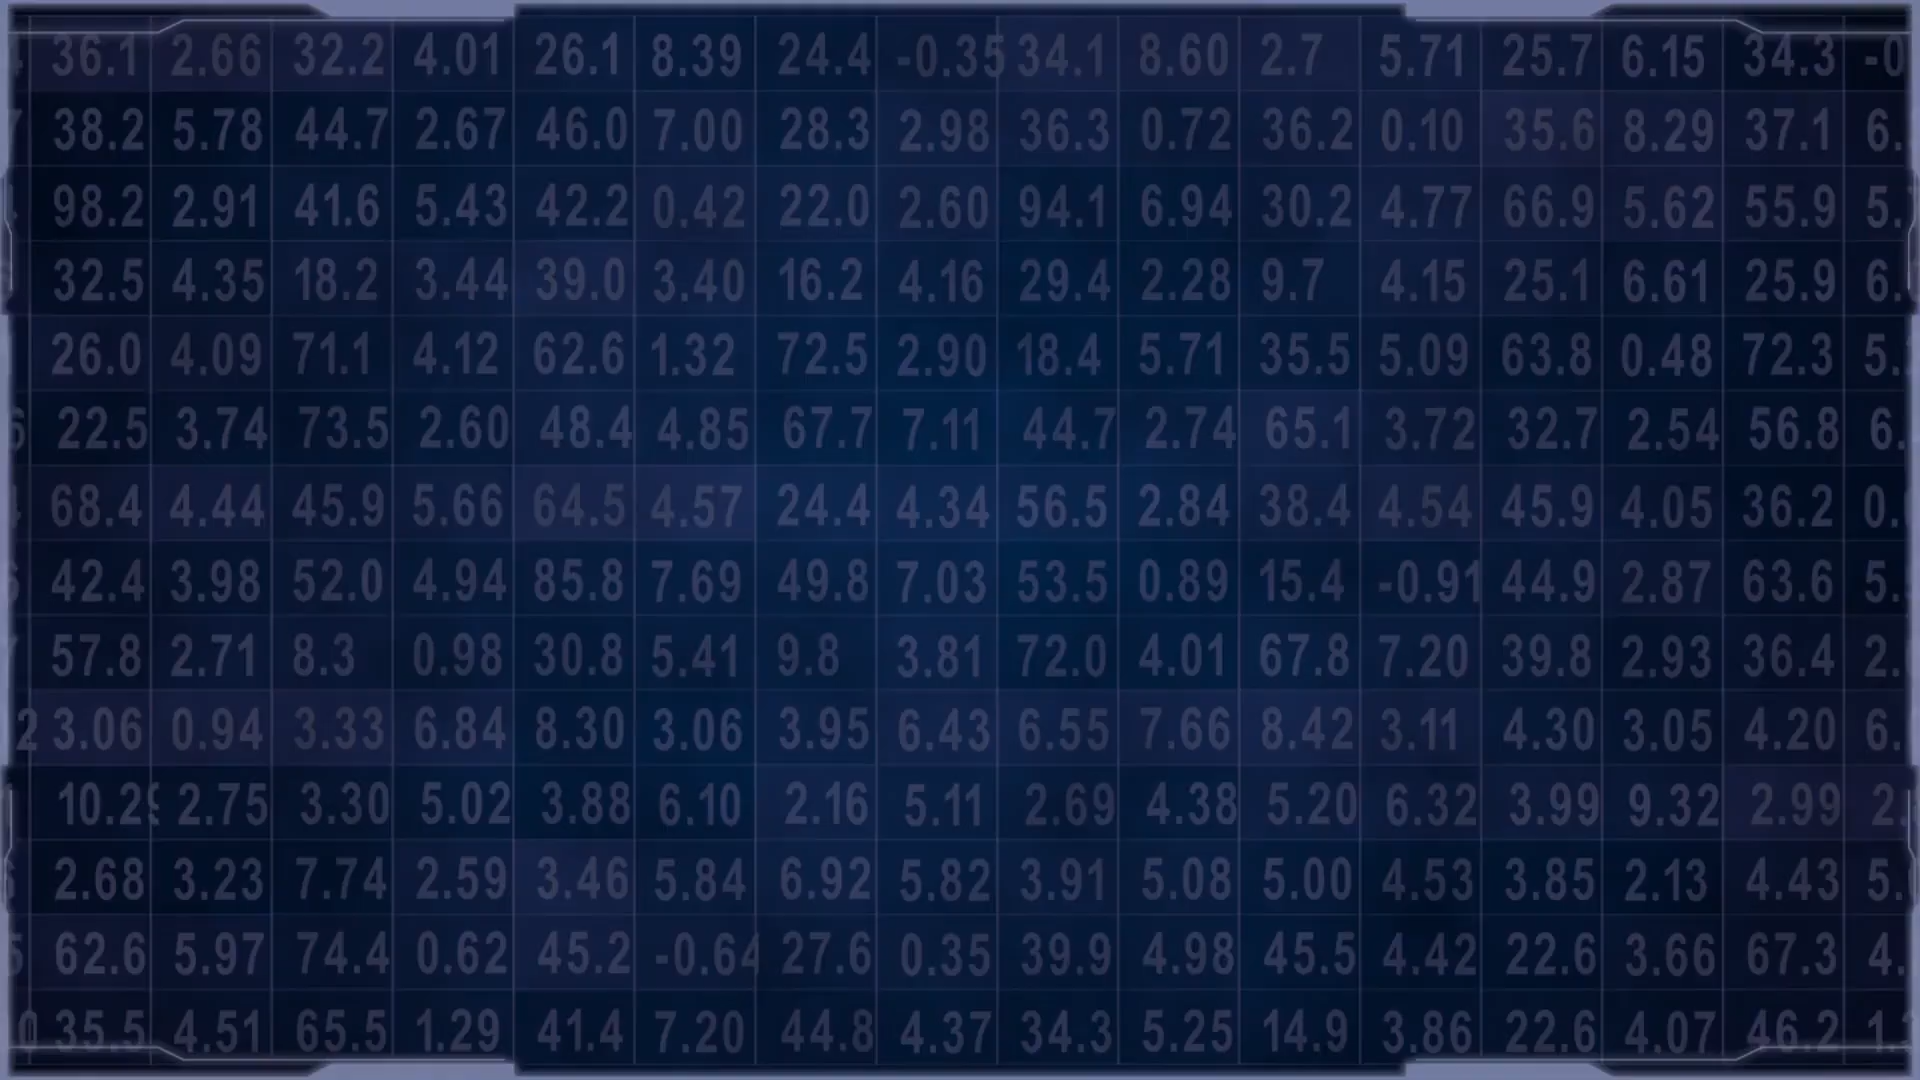 36.1 2.66 32.2 4.01 26.1 8.39 24.4 -0.35 34.1 8.60 2.7 5.71 25.7 6.15 34.3 -0
38.2 5.78 44.7 2.67 46.0 7.00 28.3 2.98 36.3 0.72 36.2 0.10 35.6 8.29 37.1 6.
98.2 2.91 41.6 5.43 42.2 0.42 22.0 2.60 94.1 6.94 30.2 4.77 66.9 5.62 55.9 5.
32.5 4.35 18.2 3.44 39.0 3.40 16.2 4.16 29.4 2.28 9.7 4.15 25.1 6.61 25.9 6.
26.0 4.09 71.1 4.12 62.6 1.32 72.5 2.90 18.4 5.71 35.5 5.09 63.8 0.48 72.3 5.
22.5 3.74 73.5 2.60 48.4 4.85 67.7 7.11 44.7 2.74 65.1 3.72 32.7 2.54 56.8 6.
68.4 4.44 45.9 5.66 64.5 4.57 24.4 4.34 56.5 2.84 38.4 4.54 45.9 4.05 36.2 0.
42.4 3.98 52.0 4.94 85.8 7.69 49.8 7.03 53.5 0.89 15.4 -0.91 44.9 2.87 63.6 5.
57.8 2.71 8.3 0.98 30.8 5.41 9.8 3.81 72.0 4.01 67.8 7.20 39.8 2.93 36.4 2.
2 3.06 0.94 3.33 6.84 8.30 3.06 3.95 6.43 6.55 7.66 8.42 3.11 4.30 3.05 4.20 6.
10.29 2.75 3.30 5.02 3.88 6.10 2.16 5.11 2.69 4.38 5.20 6.32 3.99 9.32 2.99 2.
2.68 3.23 7.74 2.59 3.46 5.84 6.92 5.82 3.91 5.08 5.00 4.53 3.85 2.13 4.43 5.
62.6 5.97 74.4 0.62 45.2 -0.64 27.6 0.35 39.9 4.98 45.5 4.42 22.6 3.66 67.3 4.
0 35.5 4.51 65.5 1.29 41.4 7.20 44.8 4.37 34.3 5.25 14.9 3.86 22.6 4.07 46.2 1.